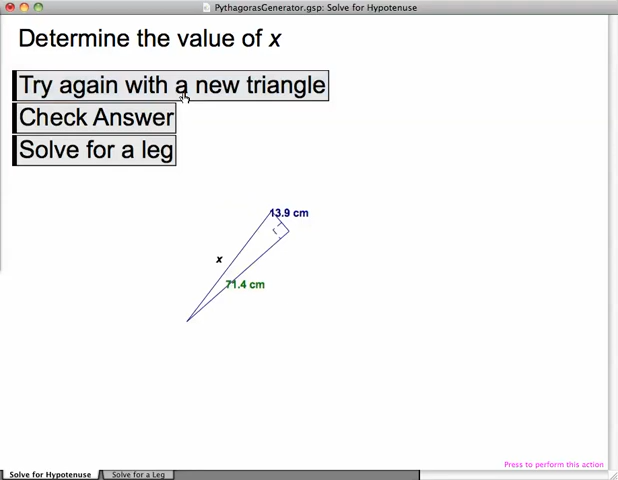 PythagorasGenerator.gsp: Solve for Hypotenuse
Determine the value of x
Try again with a new triangle
Check Answer
Solve for a leg
13.9 cm
x
71.4 cm
Press to perform this action
Solve for Hypotenuse
Solve for a Leg